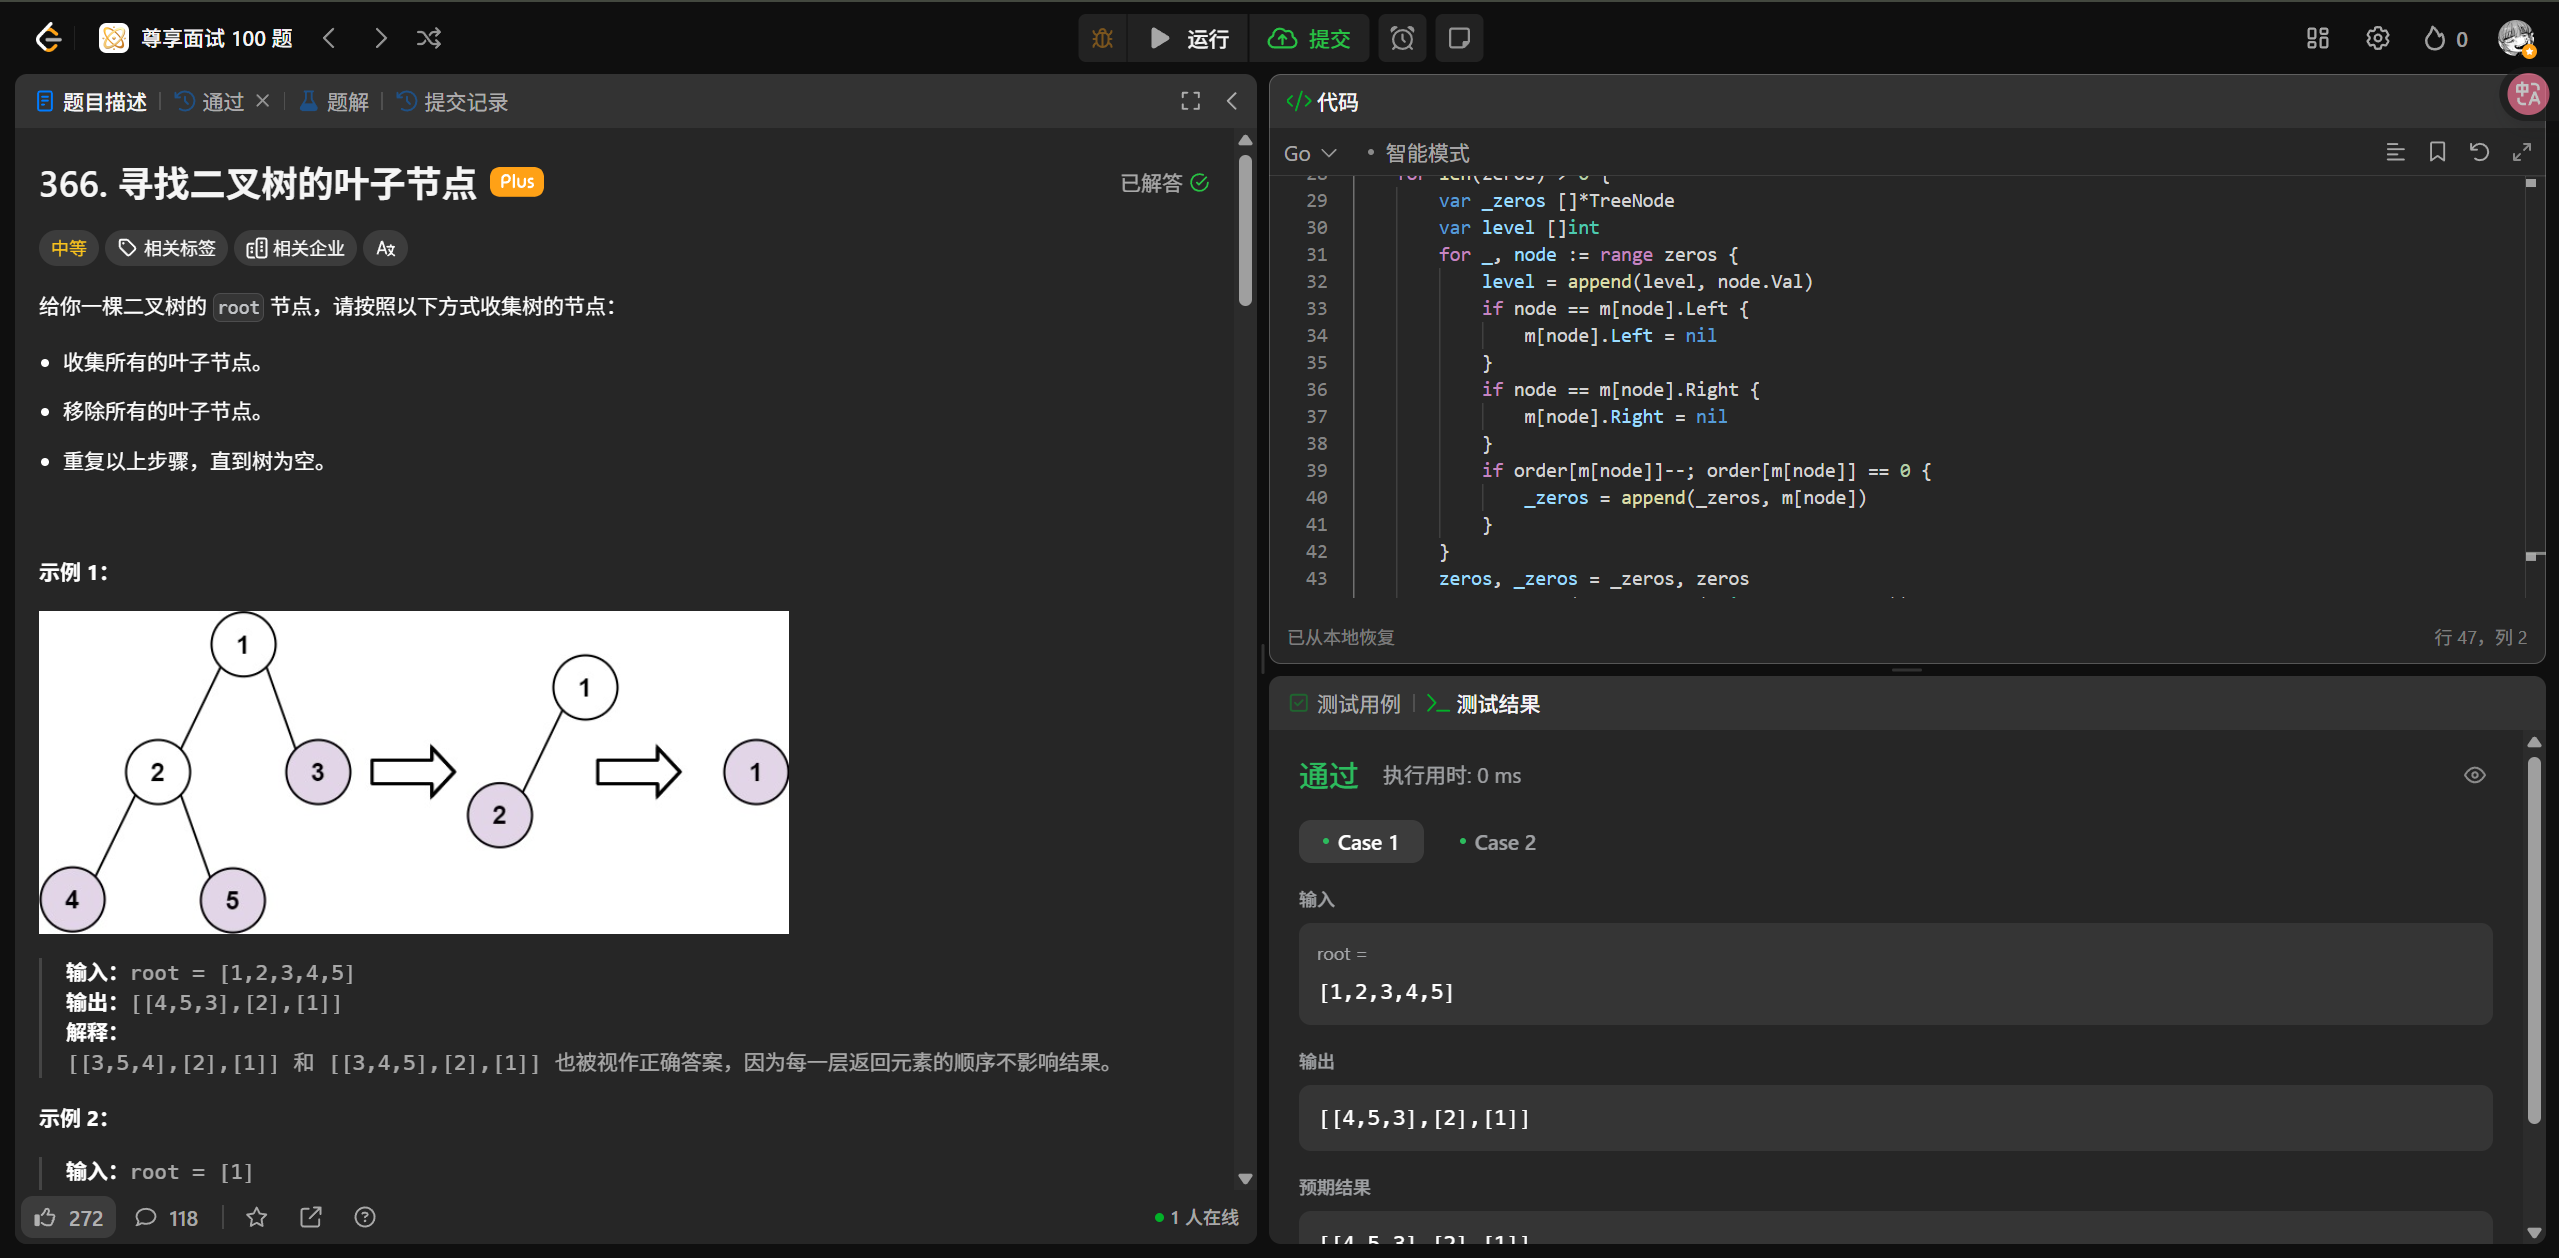 尊享面试 100 题
运行
提交
0
题目描述
通过
题解
提交记录
366. 寻找二叉树的叶子节点
Plus
已解答
中等
相关标签
相关企业
给你一棵二叉树的 root 节点，请按照以下方式收集树的节点：
收集所有的叶子节点。
移除所有的叶子节点。
重复以上步骤，直到树为空。
示例 1：
1
2
3
4
5
1
2
1
输入：root = [1,2,3,4,5]
输出：[[4,5,3],[2],[1]]
解释：
[[3,5,4],[2],[1]] 和 [[3,4,5],[2],[1]] 也被视作正确答案，因为每一层返回元素的顺序不影响结果。
示例 2：
输入：root = [1]
272
118
1 人在线
代码
中A
Go
智能模式
28 for len(zeros) > 0 {
29 var _zeros []*TreeNode
30 var level []int
31 for _, node := range zeros {
32 level = append(level, node.Val)
33 if node == m[node].Left {
34 m[node].Left = nil
35 }
36 if node == m[node].Right {
37 m[node].Right = nil
38 }
39 if order[m[node]]--; order[m[node]] == 0 {
40 _zeros = append(_zeros, m[node])
41 }
42 }
43 zeros, _zeros = _zeros, zeros
已从本地恢复
行 47，列 2
测试用例
测试结果
通过
执行用时: 0 ms
Case 1
Case 2
输入
root =
[1,2,3,4,5]
输出
[[4,5,3],[2],[1]]
预期结果
[[4,5,3],[2],[1]]